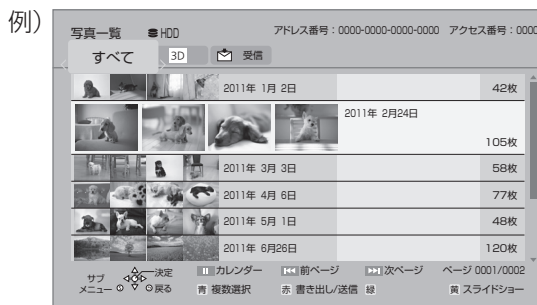 例）
写真一覧 HDD アドレス番号：0000-0000-0000-0000 アクセス番号：0000
すべて 3D 受信
2011年 1月 2日 42枚
2011年 2月24日
105枚
2011年 3月 3日 58枚
2011年 4月 6日 77枚
2011年 5月 1日 48枚
2011年 6月26日 120枚
サブメニュー 決定 戻る カレンダー 前ページ 次ページ ページ 0001/0002
青 複数選択 赤 書き出し/送信 緑 黄 スライドショー